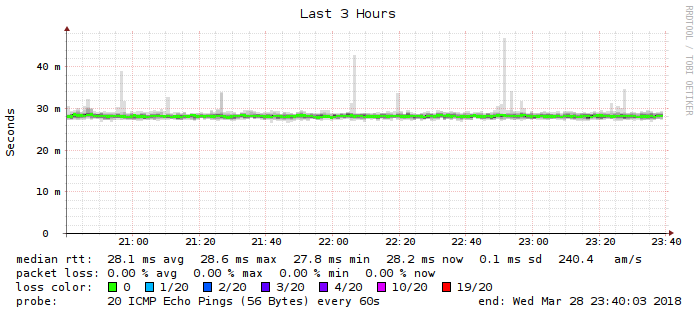 Last 3 Hours
RRDTOOL / TOBI OETIKER
Seconds
40 m
30 m
20 m
10 m
0
21:00 21:20 21:40 22:00 22:20 22:40 23:00 23:20 23:40
median rtt: 28.1 ms avg 28.6 ms max 27.8 ms min 28.2 ms now 0.1 ms sd 240.4 am/s
packet loss: 0.00 % avg 0.00 % max 0.00 % min 0.00 % now
loss color: 0 1/20 2/20 3/20 4/20 10/20 19/20
probe: 20 ICMP Echo Pings (56 Bytes) every 60s end: Wed Mar 28 23:40:03 2018